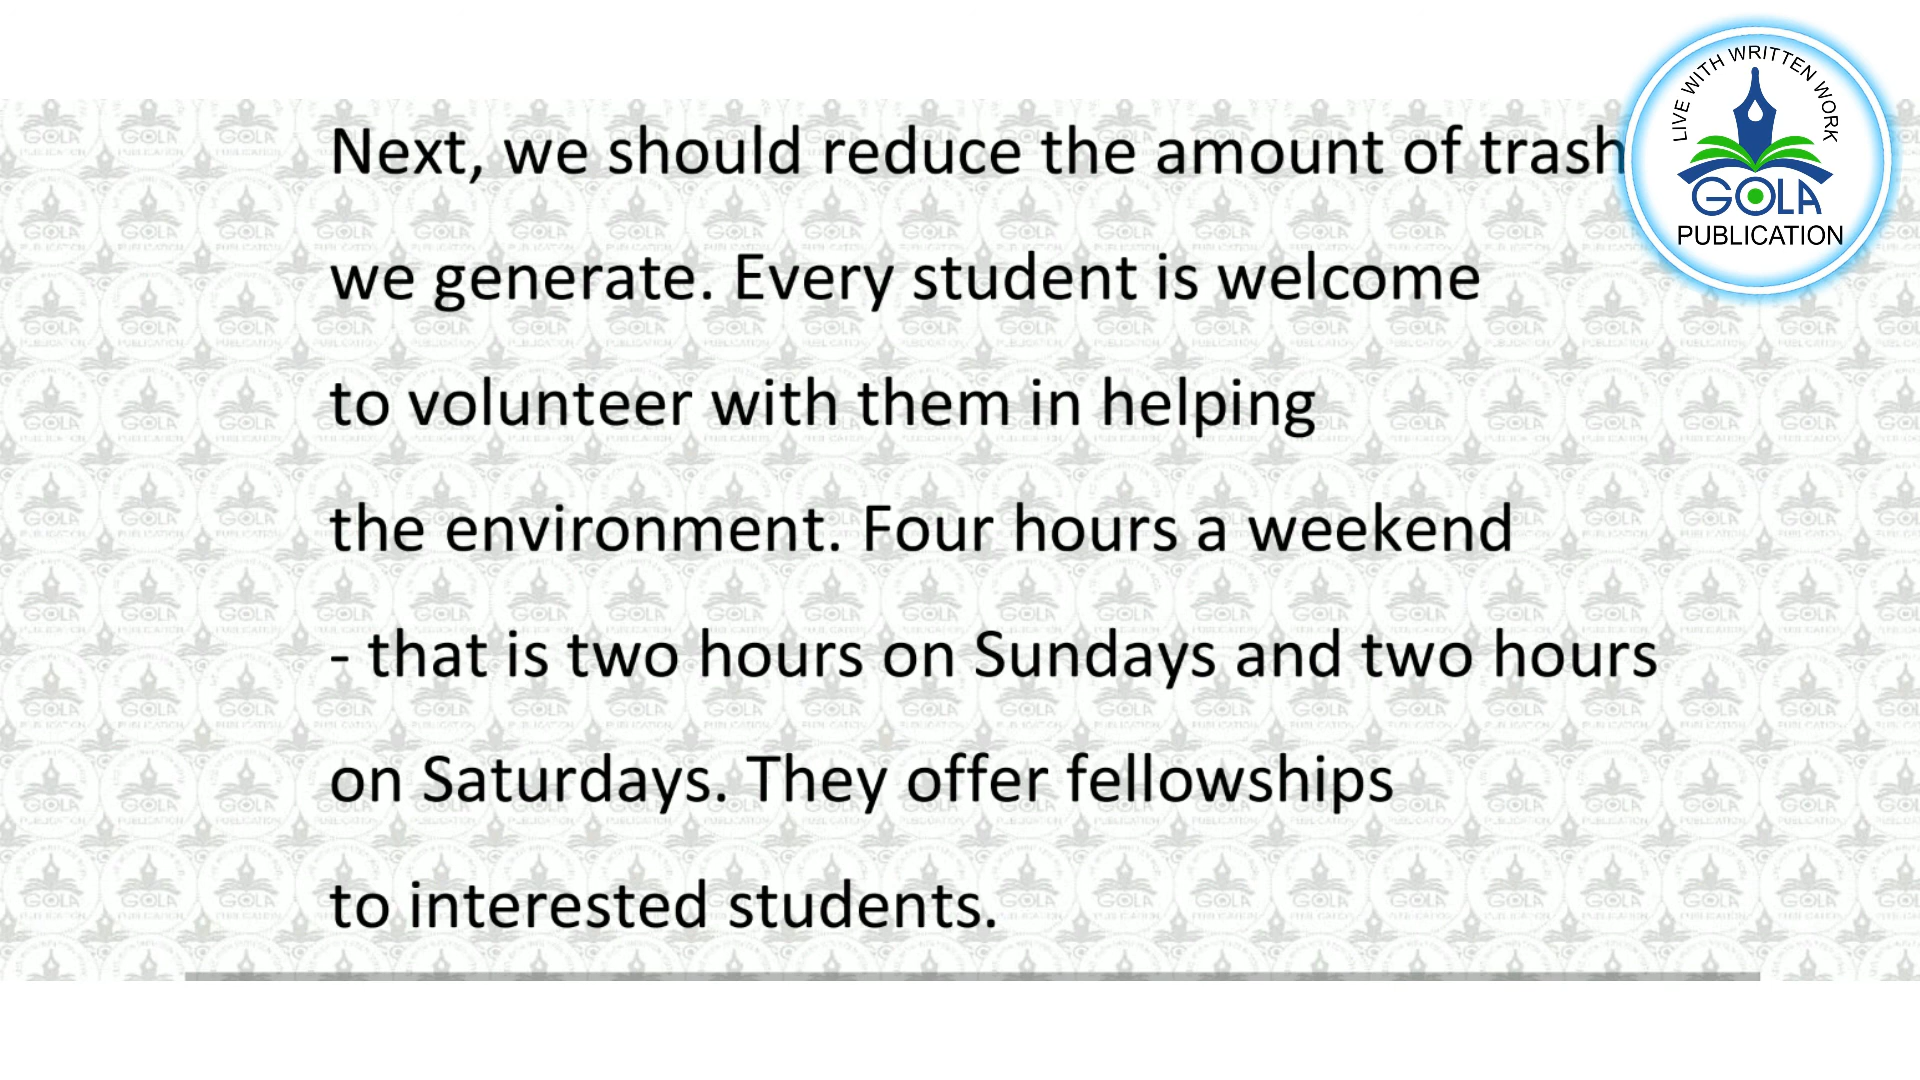 LIVE WITH WRITTEN WORK
GOLA
PUBLICATION
Next, we should reduce the amount of trash
we generate. Every student is welcome
to volunteer with them in helping
the environment. Four hours a weekend
- that is two hours on Sundays and two hours
on Saturdays. They offer fellowships
to interested students.